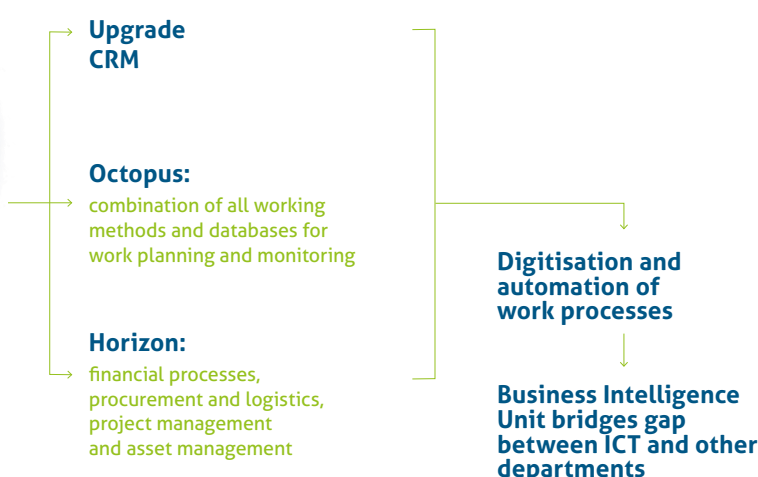 Upgrade
CRM
Octopus:
combination of all working
methods and databases for
work planning and monitoring
Horizon:
financial processes,
procurement and logistics,
project management
and asset management
Digitisation and
automation of
work processes
Business Intelligence
Unit bridges gap
between ICT and other
departments